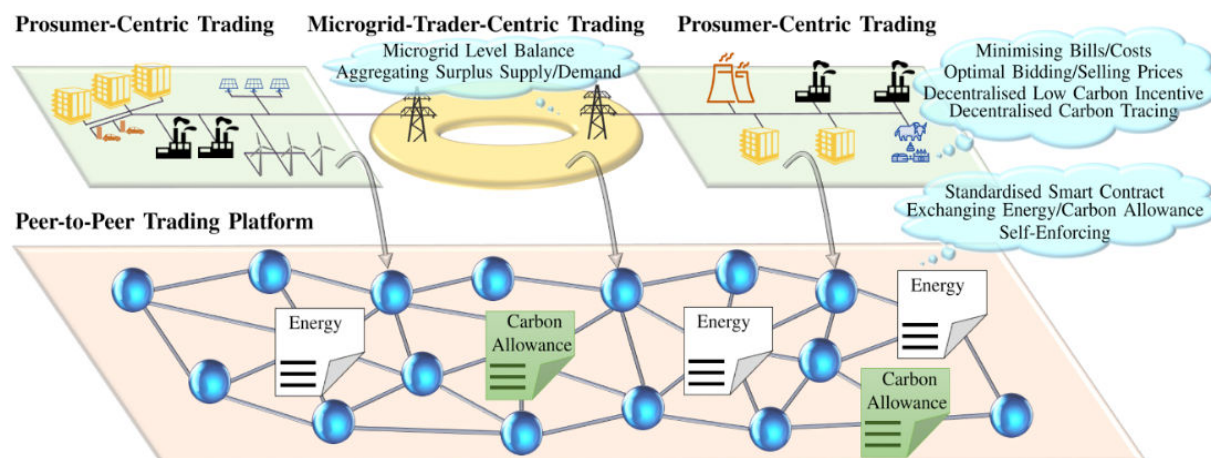 Prosumer-Centric Trading
Microgrid-Trader-Centric Trading
Prosumer-Centric Trading
Microgrid Level Balance
Aggregating Surplus Supply/Demand
Minimising Bills/Costs
Optimal Bidding/Selling Prices
Decentralised Low Carbon Incentive
Decentralised Carbon Tracing
Standardised Smart Contract
Exchanging Energy/Carbon Allowance
Self-Enforcing
Peer-to-Peer Trading Platform
Energy
Carbon
Allowance
Energy
Energy
Carbon
Allowance